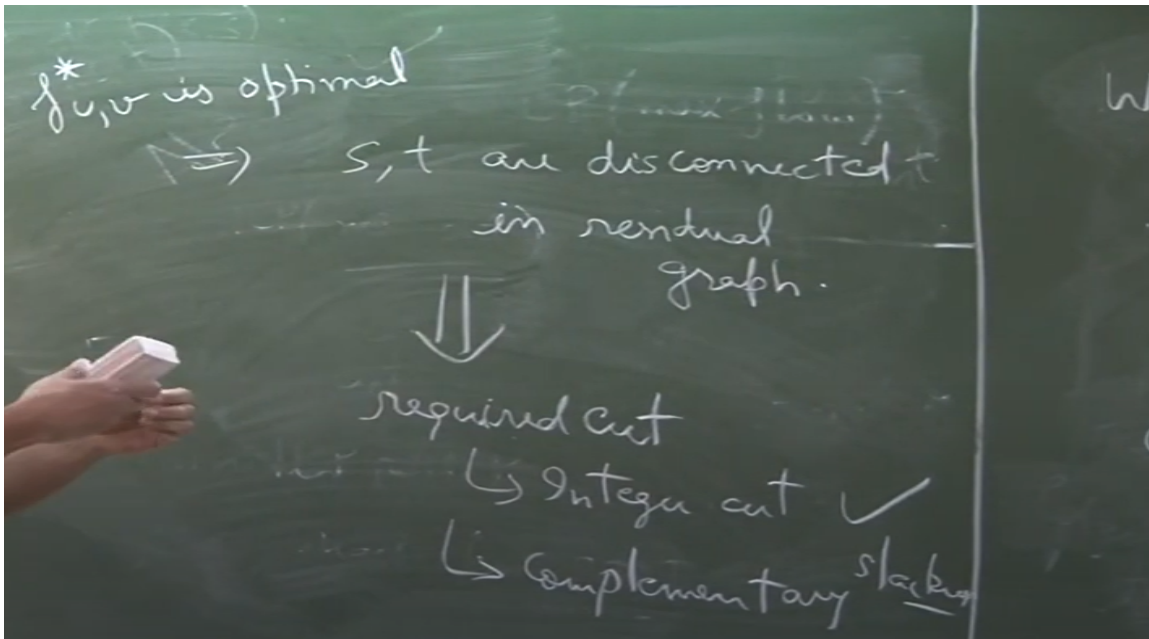 f*u,v is optimal
⇒ s,t are disconnected
in residual
graph.
⇓
required cut
↳ Integer cut ✓
↳ Complementary slackness
W